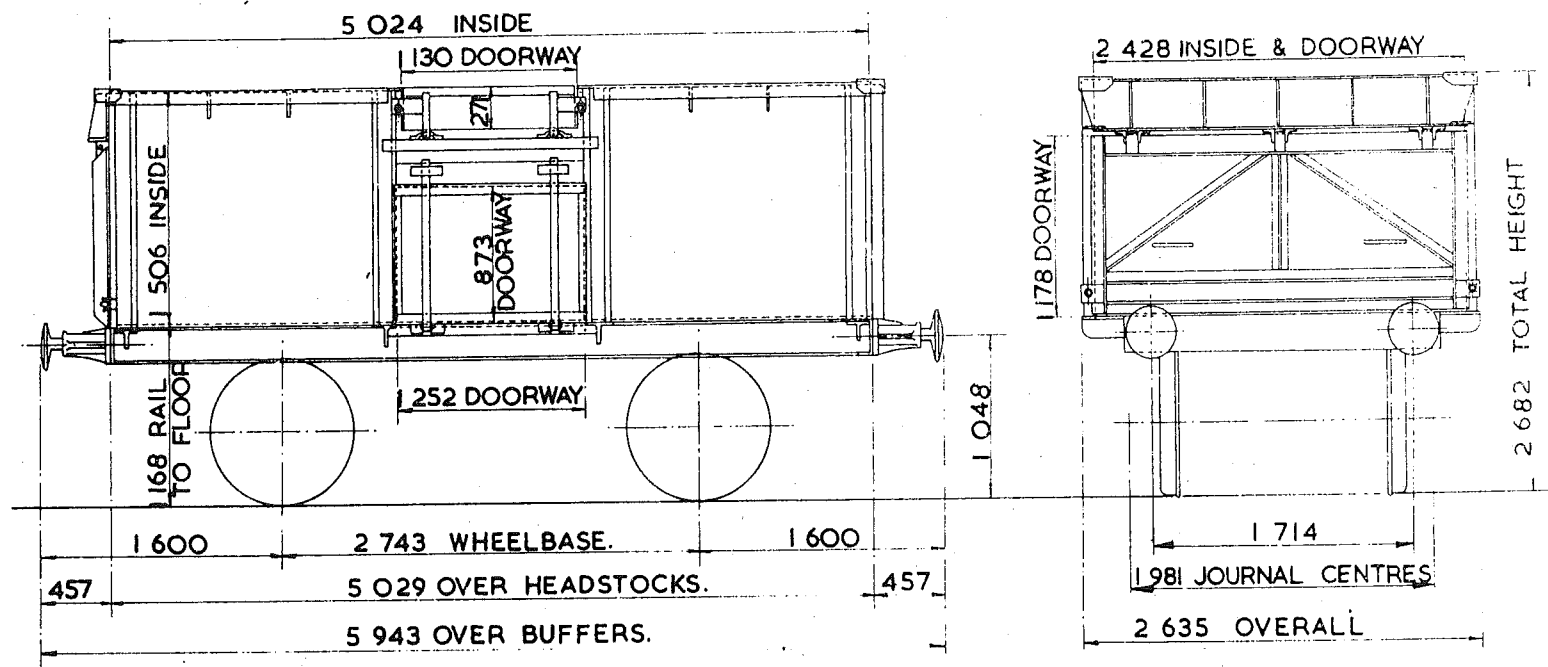 5 024 INSIDE
1 130 DOORWAY
271
1 506 INSIDE
873
DOORWAY
1 252 DOORWAY
1 168 RAIL
TO FLOOR
1 048
1 600
2 743 WHEELBASE.
1 600
457
5 029 OVER HEADSTOCKS.
457
5 943 OVER BUFFERS.
2 428 INSIDE & DOORWAY
1 178 DOORWAY
2 682 TOTAL HEIGHT
1 714
1 981 JOURNAL CENTRES
2 635 OVERALL